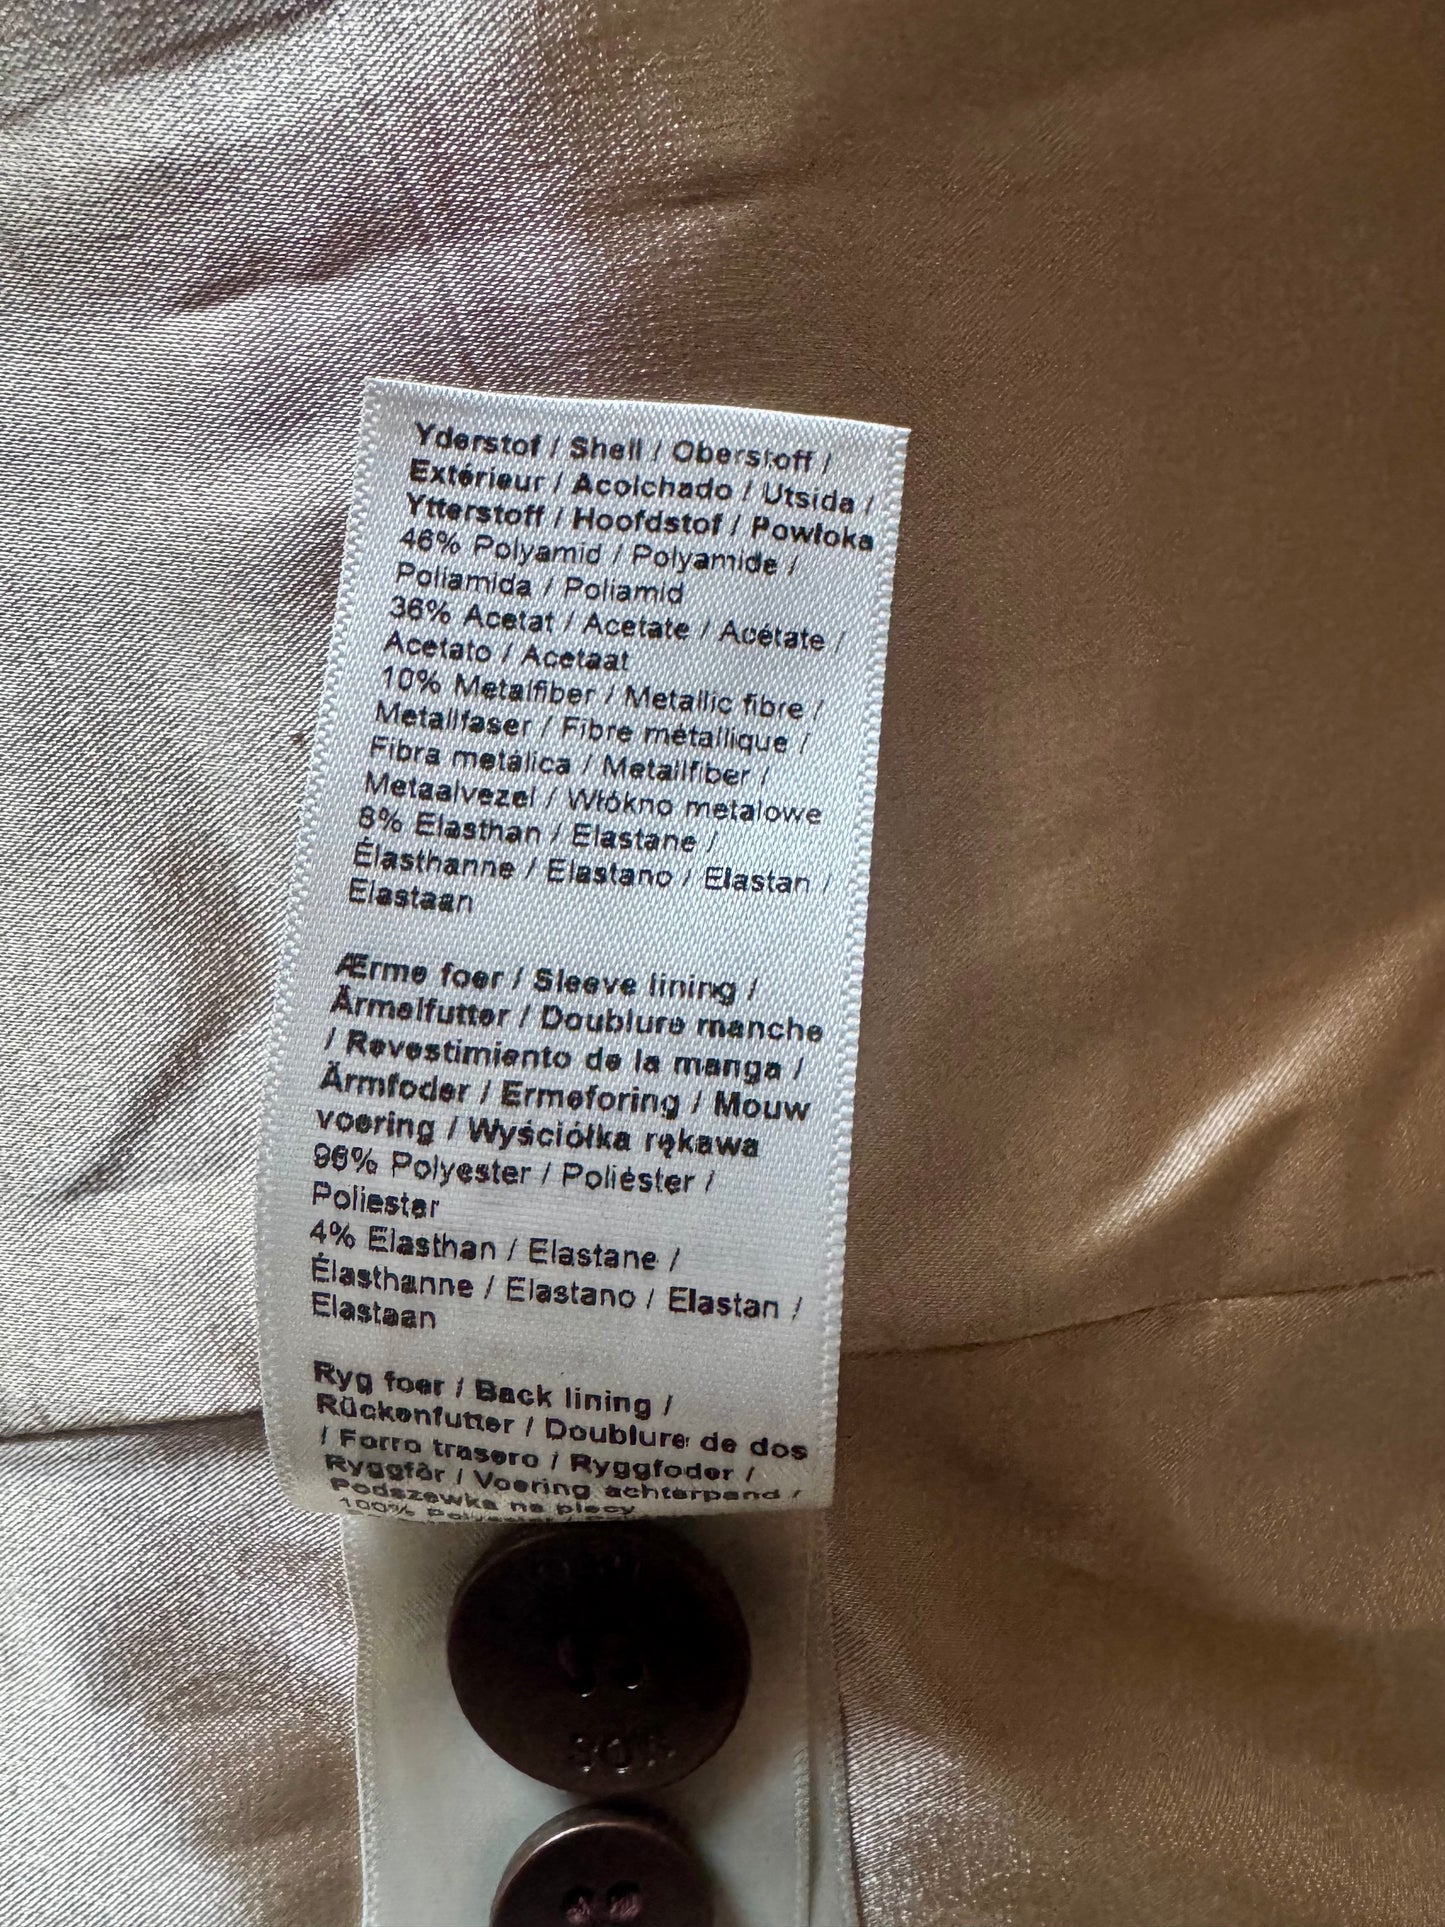 Yderstof / Shell / Oberstoff /
Extérieur / Acolchado / Utsida /
Ytterstoff / Hoofdstof / Powłoka
46% Polyamid / Polyamide /
Poliamida / Poliamid
36% Acetat / Acetate / Acétate /
Acetato / Acetaat
10% Metalfiber / Metallic fibre /
Metallfaser / Fibre métallique /
Fibra metálica / Metallfiber /
Metaalvezel / Włókno metalowe
8% Elasthan / Elastane /
Élasthanne / Elastano / Elastan /
Elastaan
Ærme foer / Sleeve lining /
Ärmelfutter / Doublure manche
/ Revestimiento de la manga /
Ärmfoder / Ermeforing / Mouw
voering / Wyściółka rękawa
96% Polyester / Poliéster /
Poliester
4% Elasthan / Elastane /
Élasthanne / Elastano / Elastan /
Elastaan
Ryg foer / Back lining /
Rückenfutter / Doublure de dos
/ Forro trasero / Ryggfoder /
Ryggfår / Voering achterpand /
Podszewka na plecy
100% Polyester /